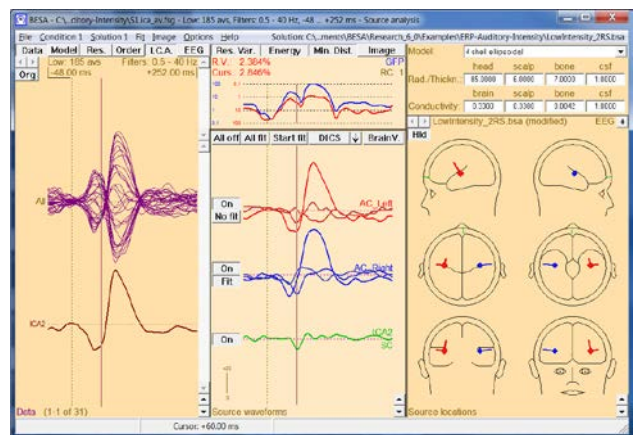 BESA - C:\...ditory-Intensity\S1.ica_av.fsg - Low: 185 avs, Filters: 0.5 - 40 Hz, -48 ... +252 ms - Source analysis
File Condition 1 Solution 1 Fit Image Options Help
Solution: C:\...ments\BESA\Research_6_0\Examples\ERP-Auditory-Intensity\LowIntensity_2RS.bsa
Data Model Res. Order I.C.A. EEG
Res. Var. Energy Min. Dist. Image
Org
Low: 185 avs Filters: 0.5 - 40 Hz
-48.00 ms +252.00 ms
All
ICA2
Data (1-1 of 31)
R.V. 2.384% GFP
Curs.: 2.846% RC 1
All off All fit Start fit DICS BrainV.
On
No fit
AC_Left
On
Fit
AC_Right
On
ICA2
SC
Source waveforms
Model: 4 shell ellipsoidal
head scalp bone csf
Rad./Thickn.: 85.0000 6.0000 7.0000 1.0000
brain scalp bone csf
Conductivity: 0.3300 0.3300 0.0042 1.0000
LowIntensity_2RS.bsa (modified) EEG
Hld
Source locations
Cursor: +60.00 ms